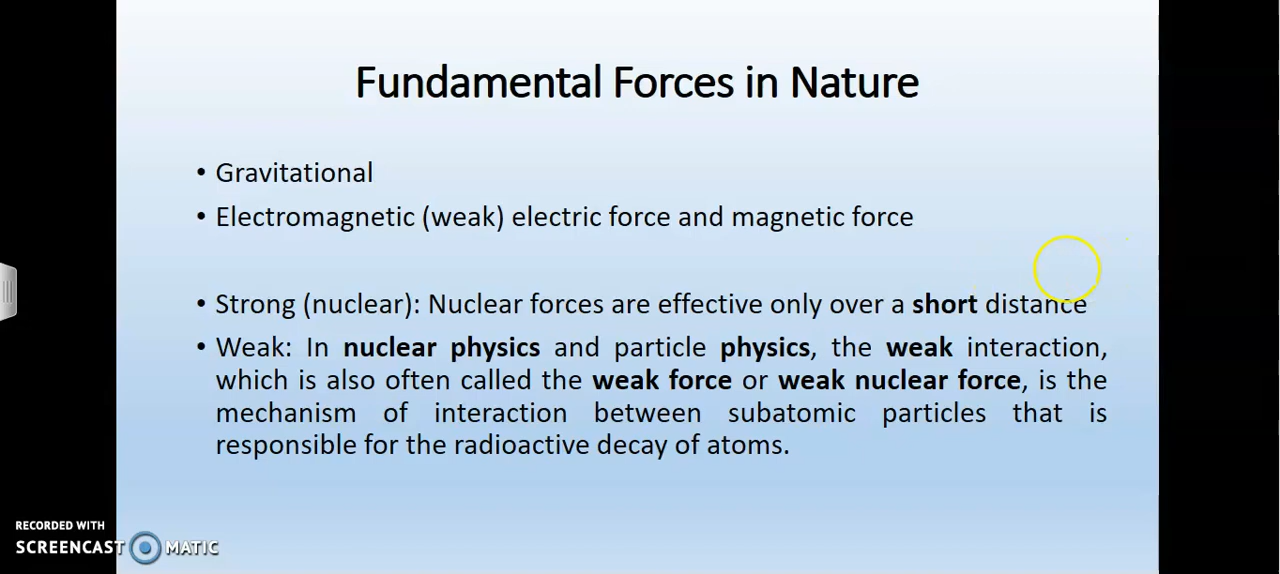 Fundamental Forces in Nature
• Gravitational
• Electromagnetic (weak) electric force and magnetic force
• Strong (nuclear): Nuclear forces are effective only over a short distance
• Weak: In nuclear physics and particle physics, the weak interaction,
which is also often called the weak force or weak nuclear force, is the
mechanism of interaction between subatomic particles that is
responsible for the radioactive decay of atoms.
RECORDED WITH
SCREENCAST MATIC